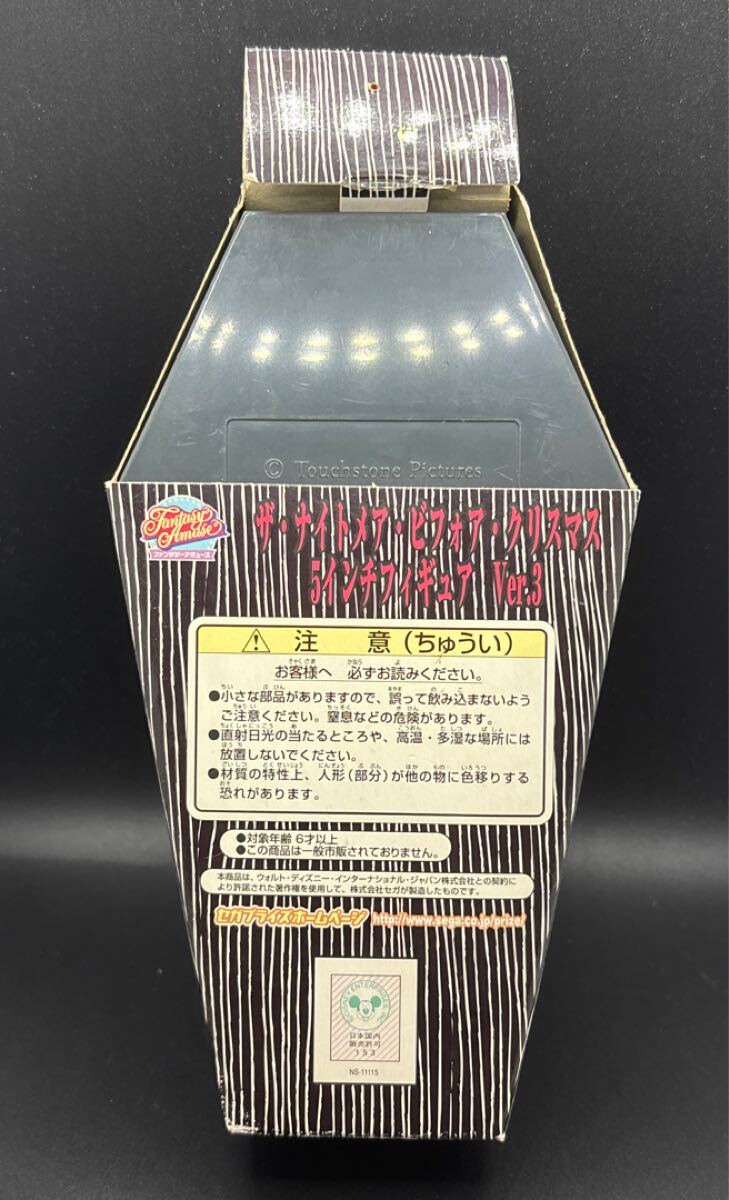 © Touchstone Pictures
Fantasy
Amuse
ファンタジーアミューズ
ザ・ナイトメア・ビフォア・クリスマス
5インチフィギュア Ver.3
注 意(ちゅうい)
お客様へ 必ずお読みください。
●小さな部品がありますので、誤って飲み込まないよう
ご注意ください。窒息などの危険があります。
●直射日光の当たるところや、高温・多湿な場所には
放置しないでください。
●材質の特性上、人形(部分)が他の物に色移りする
恐れがあります。
●対象年齢 6才以上
●この商品は一般市販されておりません。
本商品は、ウォルト・ディズニー・インターナショナル・ジャパン株式会社との契約に
より許諾された著作権を使用して、株式会社セガが製造したものです。
セガプライズホームページ http://www.sega.co.jp/prize/
©DISNEY ENTERPRISES, INC.
日本国内
販売許可
153
NS-11115